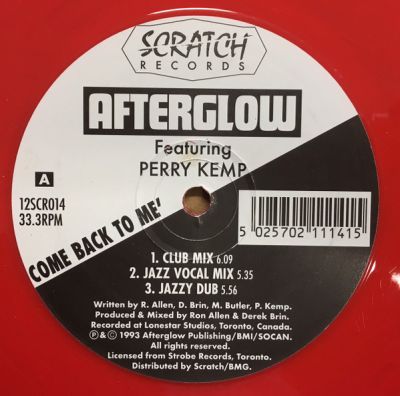 SCRATCH
RECORDS
AFTERGLOW
Featuring
PERRY KEMP
A
12SCR014
33.3RPM
COME BACK TO ME'
5 025702 111415
1. CLUB MIX 6.09
2. JAZZ VOCAL MIX 5.35
3. JAZZY DUB 5.56
Written by R. Allen, D. Brin, M. Butler, P. Kemp.
Produced & Mixed by Ron Allen & Derek Brin.
Recorded at Lonestar Studios, Toronto, Canada.
℗ & © 1993 Afterglow Publishing/BMI/SOCAN.
All rights reserved.
Licensed from Strobe Records, Toronto.
Distributed by Scratch/BMG.